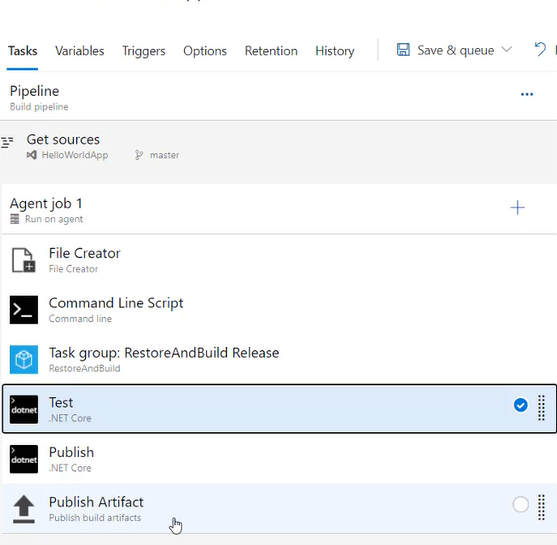 Tasks Variables Triggers Options Retention History Save & queue
Pipeline
Build pipeline
Get sources
HelloWorldApp master
Agent job 1
Run on agent
File Creator
File Creator
Command Line Script
Command line
Task group: RestoreAndBuild Release
RestoreAndBuild
dotnet
Test
.NET Core
dotnet
Publish
.NET Core
Publish Artifact
Publish build artifacts